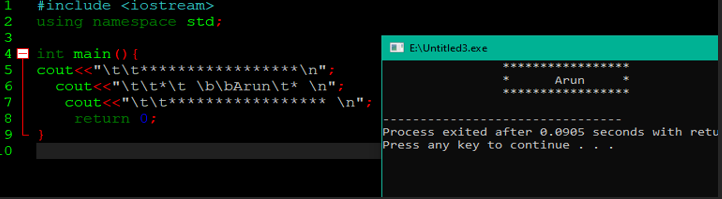 1 #include <iostream>
2 using namespace std;
3
4 int main(){
5 cout<<"\t\t*****************\n";
6 cout<<"\t\t*\t \b\bArun\t* \n";
7 cout<<"\t\t***************** \n";
8 return 0;
9 }
10
E:\Untitled3.exe
*****************
* Arun *
*****************
--------------------------------
Process exited after 0.0905 seconds with retu
Press any key to continue . . .